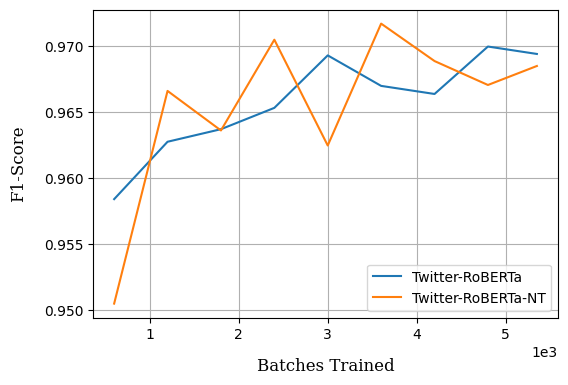 0.970
0.965
0.960
0.955
0.950
F1-Score
1 2 3 4 5
1e3
Batches Trained
Twitter-RoBERTa
Twitter-RoBERTa-NT